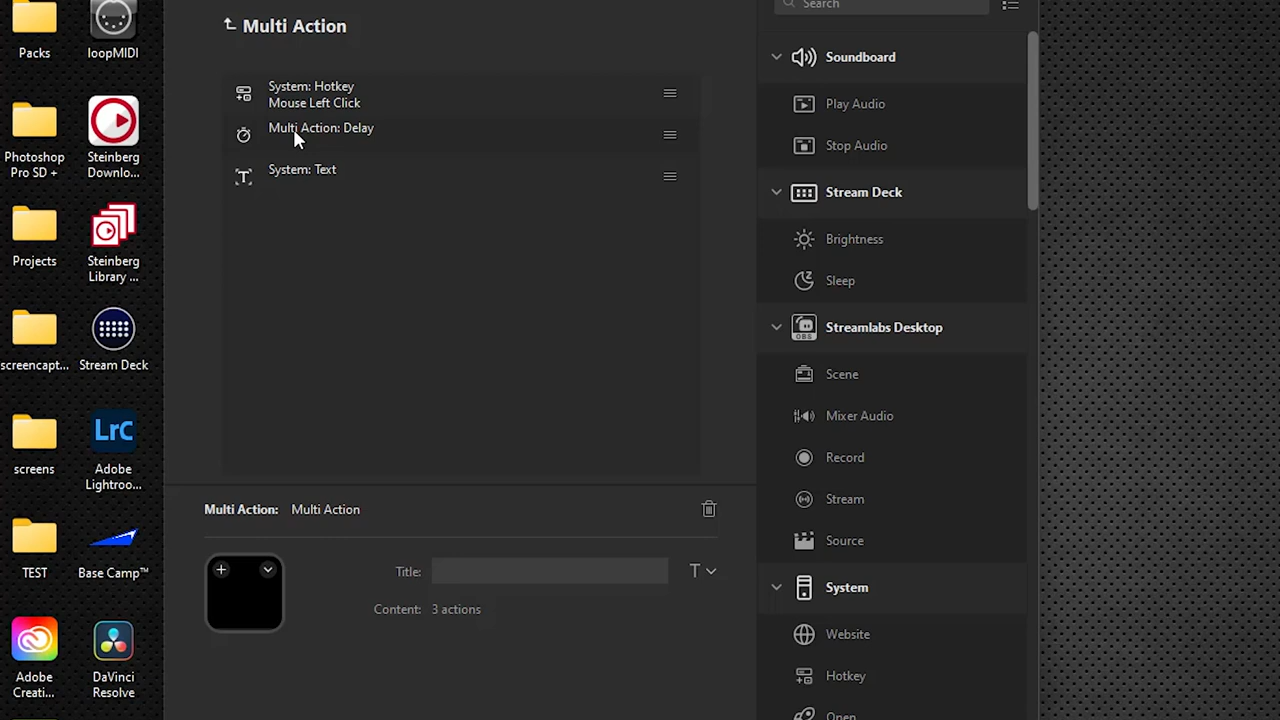 Packs
loopMIDI
Photoshop
Pro SD +
Steinberg
Downlo...
Projects
Steinberg
Library ...
screencapt...
Stream Deck
screens
Lrc
Adobe
Lightroo...
TEST
Base Camp™
Adobe
Creati...
DaVinci
Resolve
Multi Action
System: Hotkey
Mouse Left Click
Multi Action: Delay
System: Text
Multi Action: Multi Action
Title:
T
Content: 3 actions
Search
Soundboard
Play Audio
Stop Audio
Stream Deck
Brightness
Sleep
OBS
Streamlabs Desktop
Scene
Mixer Audio
Record
Stream
Source
System
Website
Hotkey
Open